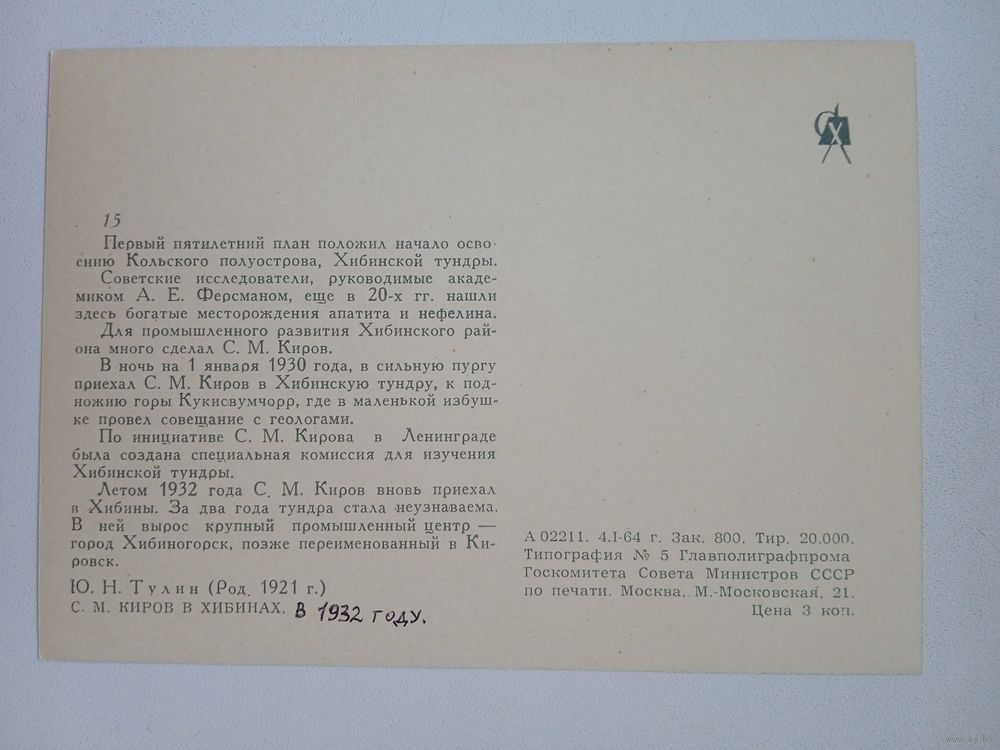 Х
15
Первый пятилетний план положил начало осво-
ению Кольского полуострова, Хибинской тундры.
Советские исследователи, руководимые акаде-
миком А. Е. Ферсманом, еще в 20-х гг. нашли
здесь богатые месторождения апатита и нефелина.
Для промышленного развития Хибинского рай-
она много сделал С. М. Киров.
В ночь на 1 января 1930 года, в сильную пургу
приехал С. М. Киров в Хибинскую тундру, к под-
ножию горы Кукисвумчорр, где в маленькой избуш-
ке провел совещание с геологами.
По инициативе С. М. Кирова в Ленинграде
была создана специальная комиссия для изучения
Хибинской тундры.
Летом 1932 года С. М. Киров вновь приехал
в Хибины. За два года тундра стала неузнаваема.
В ней вырос крупный промышленный центр —
город Хибиногорск, позже переименованный в Ки-
ровск.
Ю. Н. Тулин (Род. 1921 г.)
С. М. КИРОВ В ХИБИНАХ. В 1932 ГОДУ.
А 02211. 4.I-64 г. Зак. 800. Тир. 20.000.
Типография № 5 Главполиграфпрома
Госкомитета Совета Министров СССР
по печати. Москва, М.-Московская, 21.
Цена 3 коп.
www.ay.by